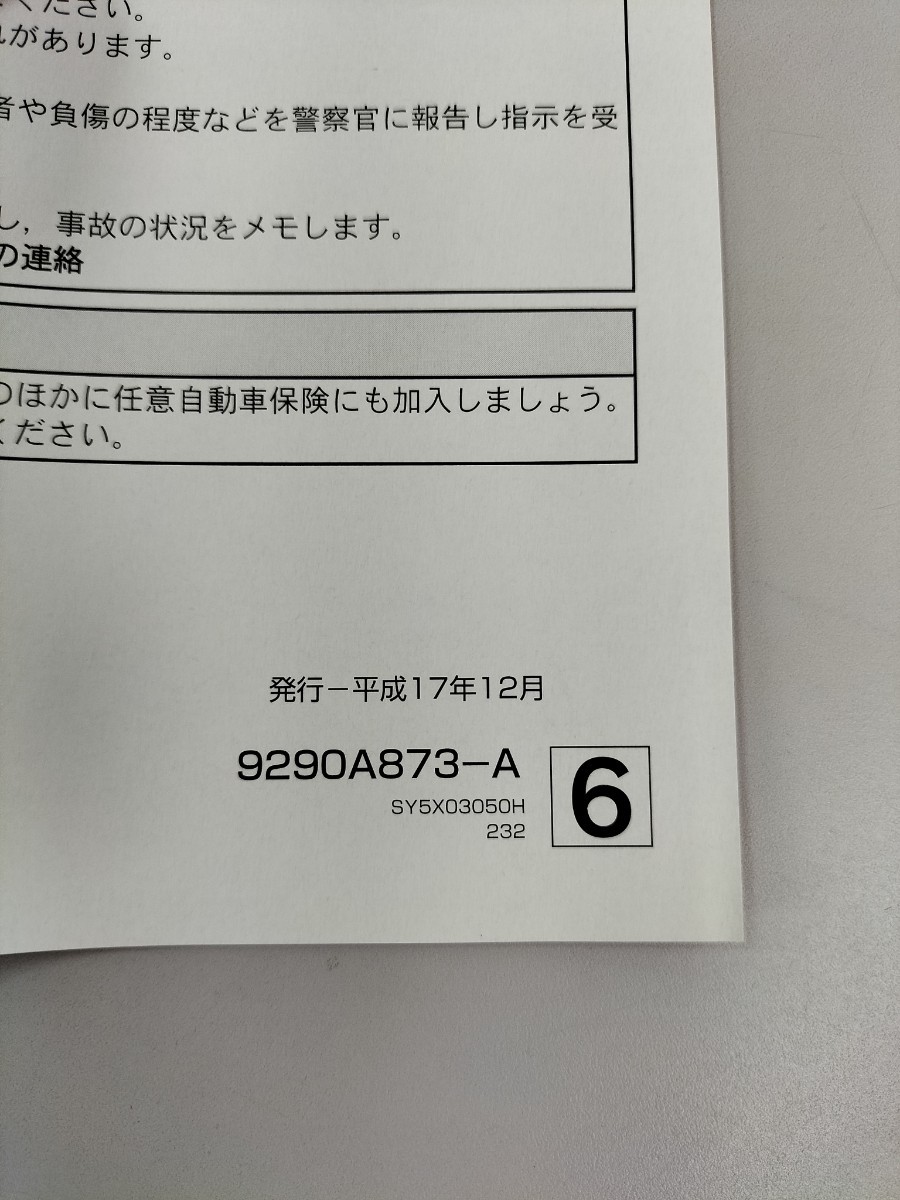 ください。
があります。
者や負傷の程度などを警察官に報告し指示を受
し，事故の状況をメモします。
の連絡
のほかに任意自動車保険にも加入しましょう。
ください。
発行－平成17年12月
9290A873－A
SY5X03050H
232
6